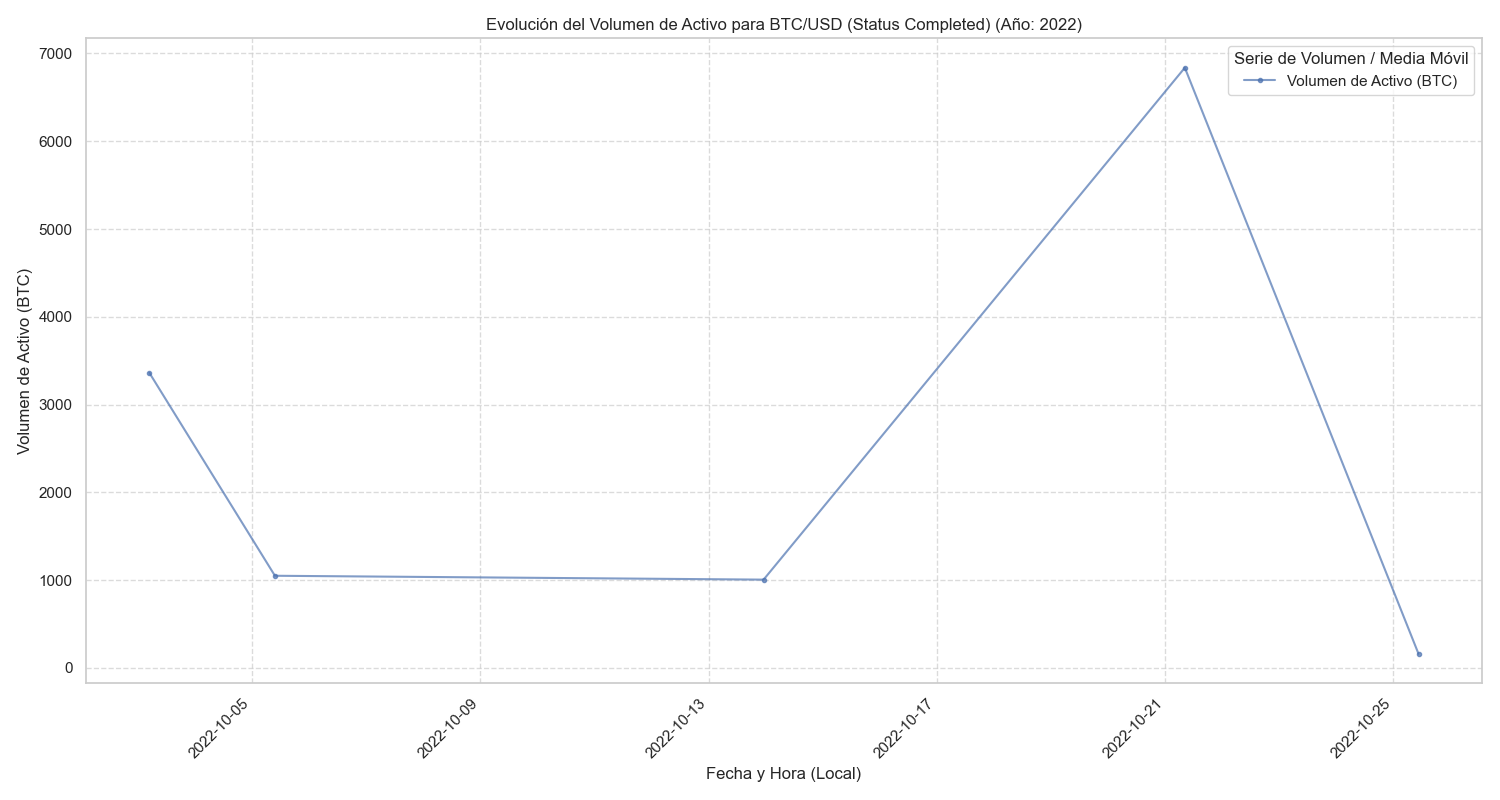 Evolución del Volumen de Activo para BTC/USD (Status Completed) (Año: 2022)
Serie de Volumen / Media Móvil
Volumen de Activo (BTC)
Volumen de Activo (BTC)
7000
6000
5000
4000
3000
2000
1000
0
2022-10-05
2022-10-09
2022-10-13
2022-10-17
2022-10-21
2022-10-25
Fecha y Hora (Local)